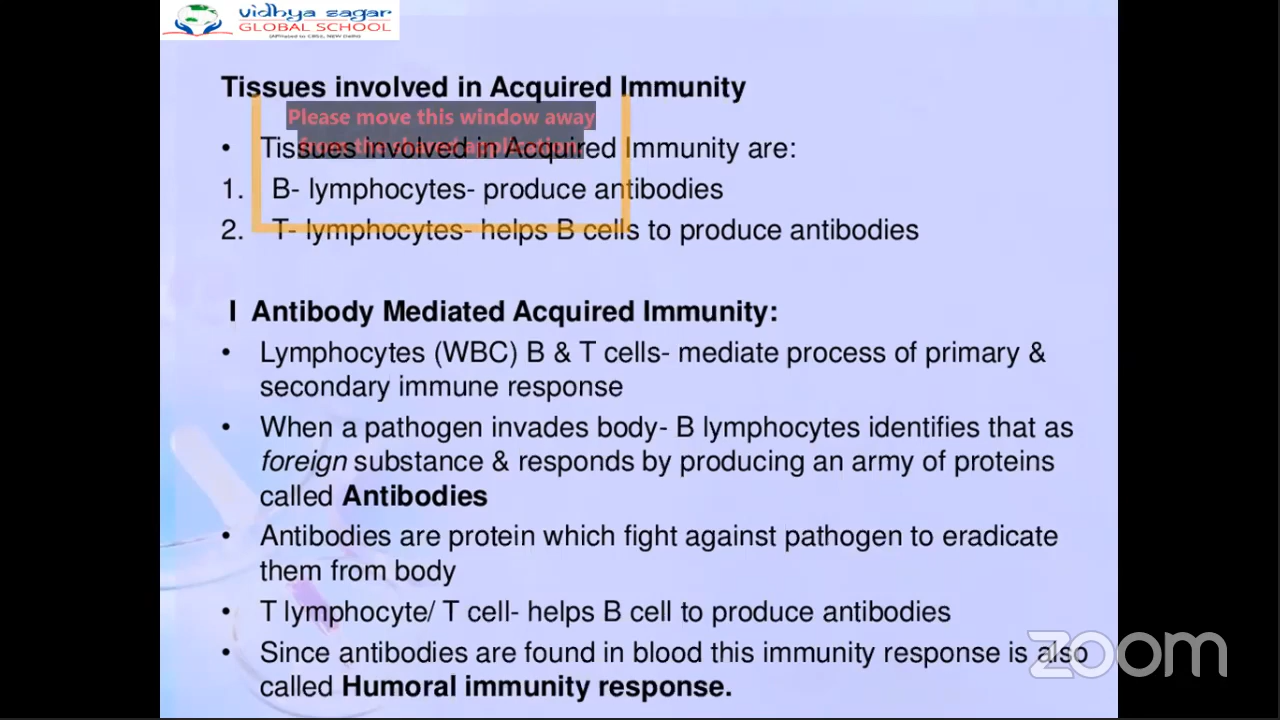 vidhya sagar
GLOBAL SCHOOL
(Affiliated to CBSE, NEW Delhi)
Tissues involved in Acquired Immunity
Please move this window away
from the shared application.
• Tissues involved in Acquired Immunity are:
1. B- lymphocytes- produce antibodies
2. T- lymphocytes- helps B cells to produce antibodies
I Antibody Mediated Acquired Immunity:
• Lymphocytes (WBC) B & T cells- mediate process of primary &
secondary immune response
• When a pathogen invades body- B lymphocytes identifies that as
foreign substance & responds by producing an army of proteins
called Antibodies
• Antibodies are protein which fight against pathogen to eradicate
them from body
• T lymphocyte/ T cell- helps B cell to produce antibodies
• Since antibodies are found in blood this immunity response is also
called Humoral immunity response.
zoom